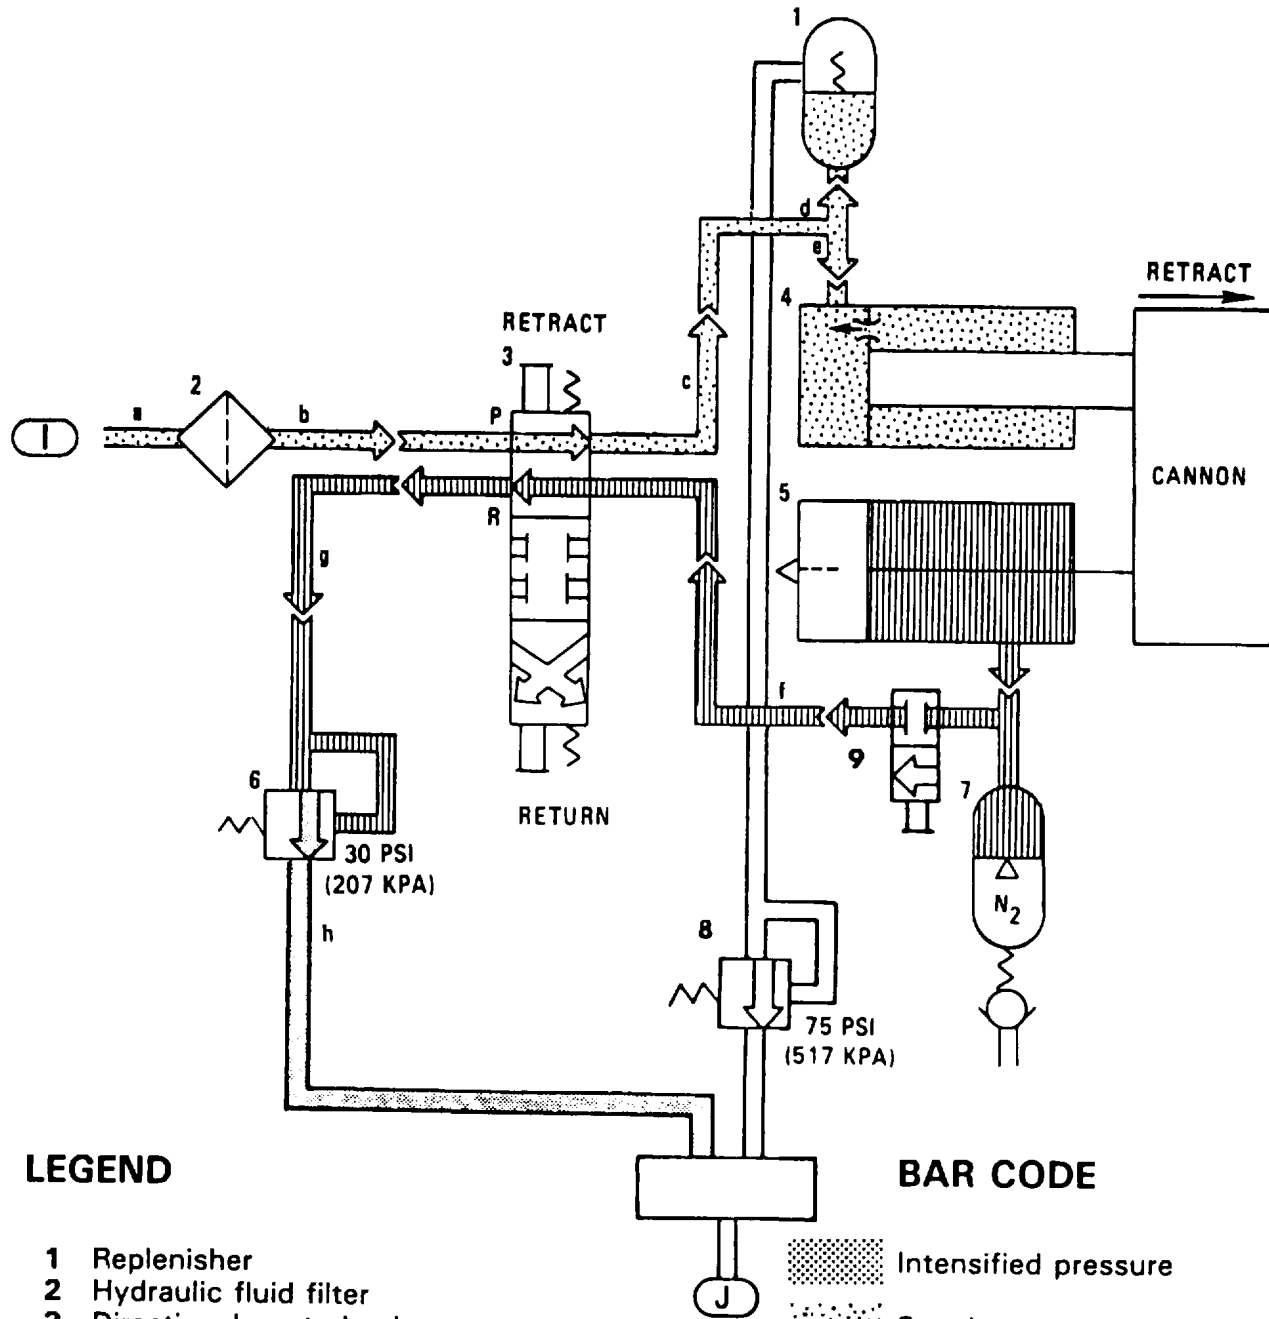 1
d
e
RETRACT
4
RETRACT
3
2
c
I
a
b
P
CANNON
R
5
g
f
9
7
6
RETURN
30 PSI
(207 KPA)
N2
h
8
75 PSI
(517 KPA)
LEGEND
BAR CODE
1 Replenisher
Intensified pressure
2 Hydraulic fluid filter
J